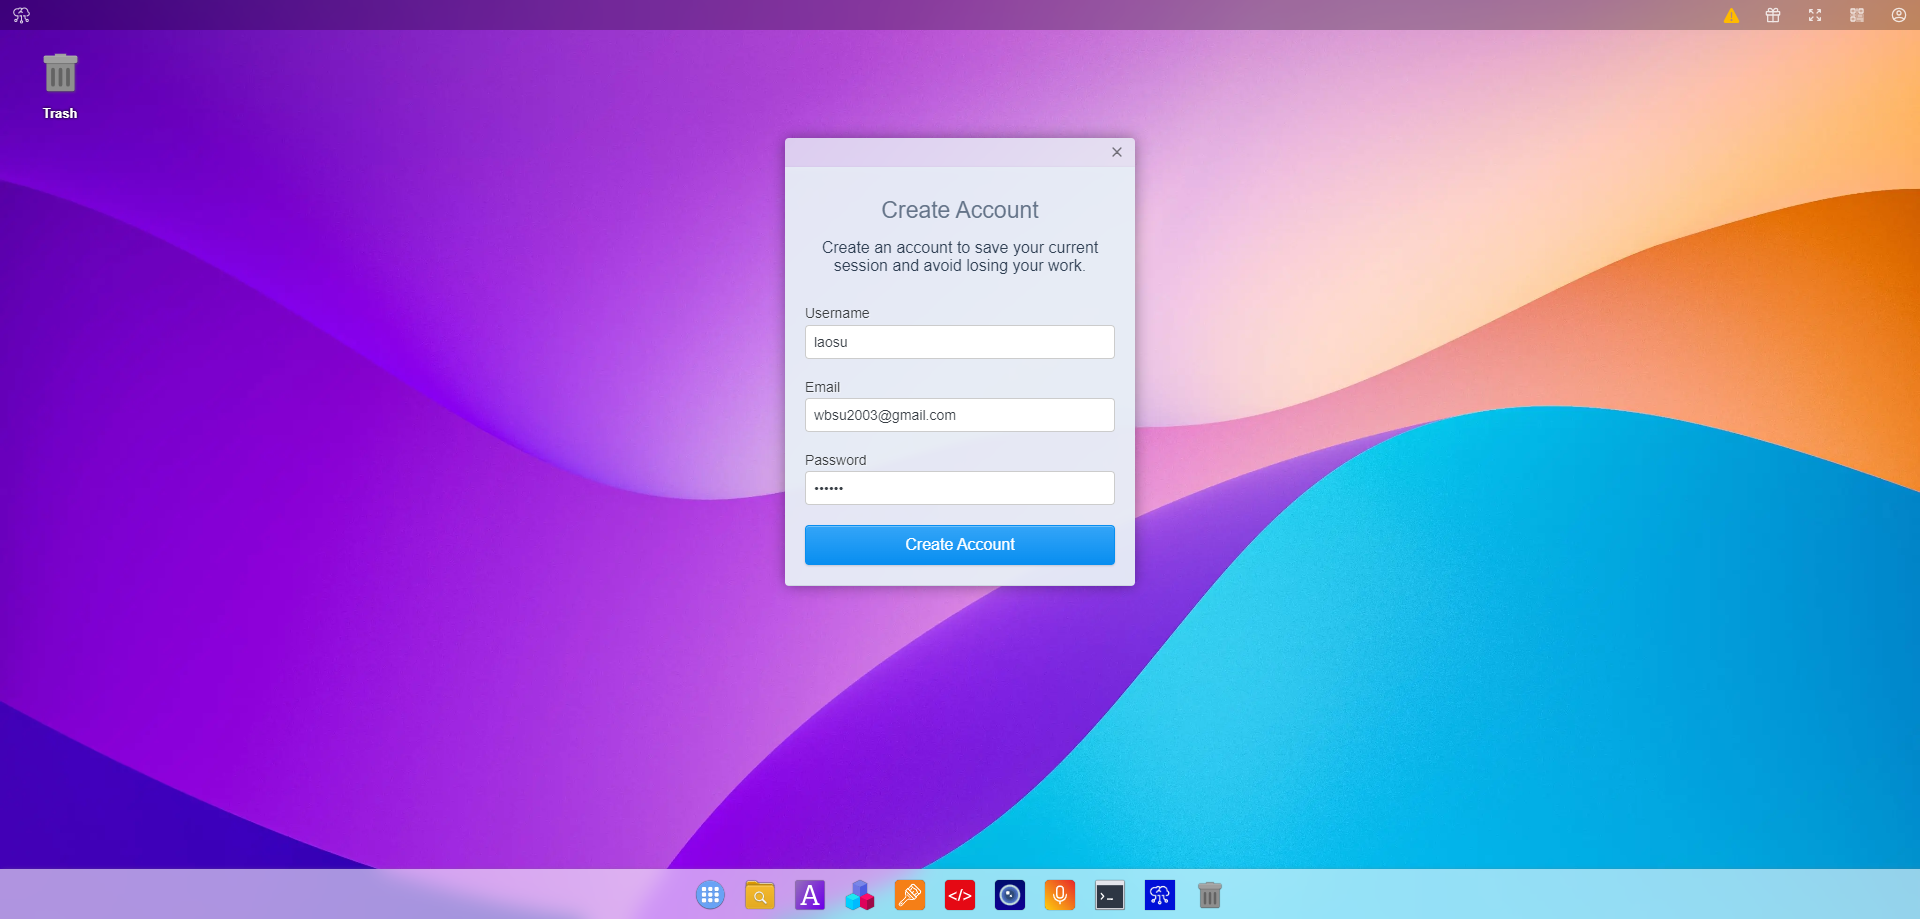 Trash
Create Account
Create an account to save your current
session and avoid losing your work.
Username
laosu
Email
wbsu2003@gmail.com
Password
••••••
Create Account
A
</>
>_